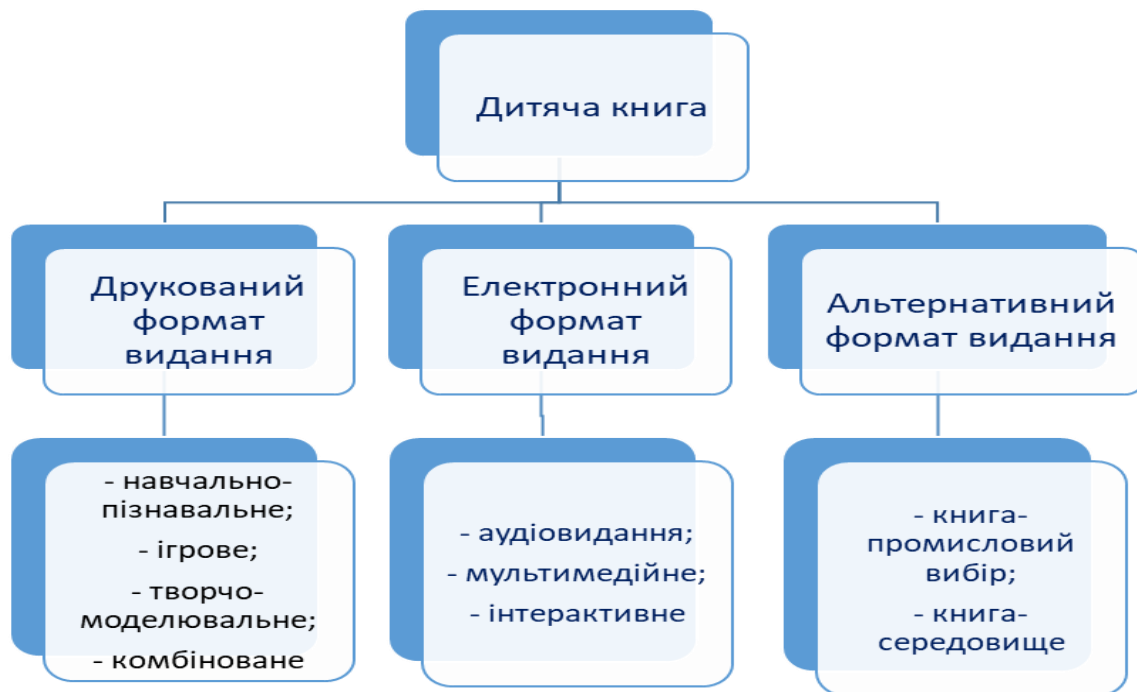 Дитяча книга
Друкований
формат
видання
Електронний
формат
видання
Альтернативний
формат видання
- навчально-
пізнавальне;
- ігрове;
- творчо-
моделювальне;
- комбіноване
- аудіовидання;
- мультимедійне;
- інтерактивне
- книга-
промисловий
вибір;
- книга-
середовище